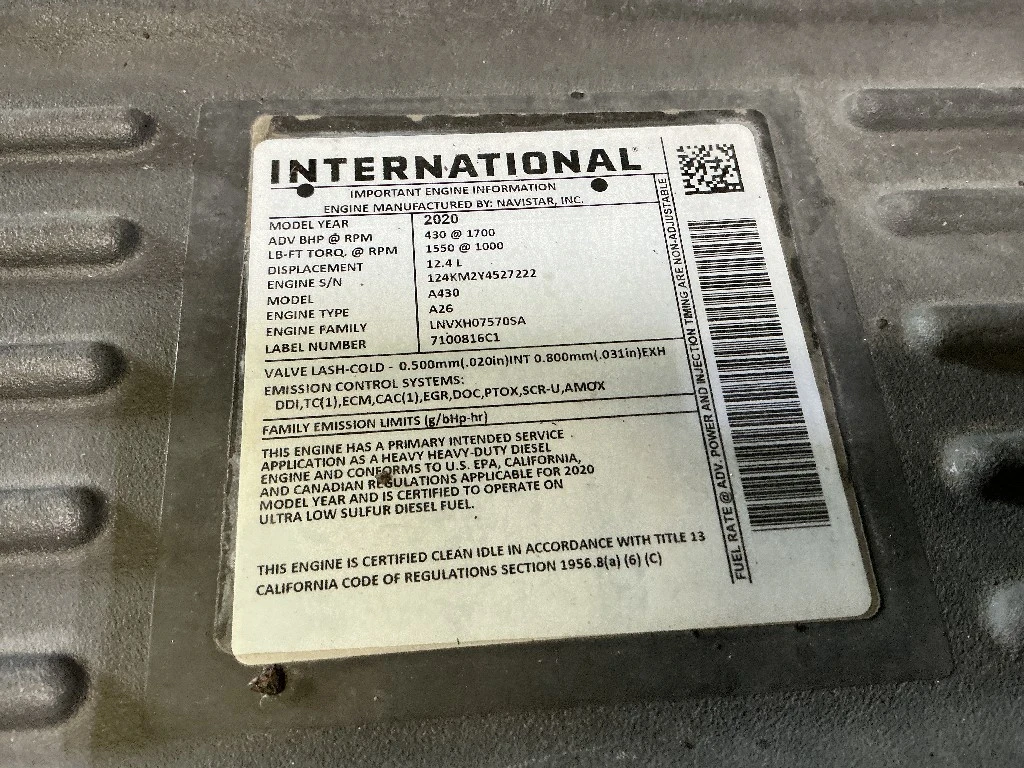 INTERNATIONAL
IMPORTANT ENGINE INFORMATION
ENGINE MANUFACTURED BY: NAVISTAR, INC.
MODEL YEAR 2020
ADV BHP @ RPM 430 @ 1700
LB-FT TORQ. @ RPM 1550 @ 1000
DISPLACEMENT 12.4 L
ENGINE S/N 124KM2Y4527222
MODEL A430
ENGINE TYPE A26
ENGINE FAMILY LNVXH07570SA
LABEL NUMBER 7100816C1
VALVE LASH-COLD - 0.500mm(.020in)INT 0.800mm(.031in)EXH
EMISSION CONTROL SYSTEMS:
DDI,TC(1),ECM,CAC(1),EGR,DOC,PTOX,SCR-U,AMOX
FAMILY EMISSION LIMITS (g/bHp-hr)
THIS ENGINE HAS A PRIMARY INTENDED SERVICE
APPLICATION AS A HEAVY HEAVY-DUTY DIESEL
ENGINE AND CONFORMS TO U.S. EPA, CALIFORNIA,
AND CANADIAN REGULATIONS APPLICABLE FOR 2020
MODEL YEAR AND IS CERTIFIED TO OPERATE ON
ULTRA LOW SULFUR DIESEL FUEL.
THIS ENGINE IS CERTIFIED CLEAN IDLE IN ACCORDANCE WITH TITLE 13
CALIFORNIA CODE OF REGULATIONS SECTION 1956.8(a) (6) (C)
FUEL RATE @ ADV. POWER AND INJECTION TIMING ARE NON-ADJUSTABLE